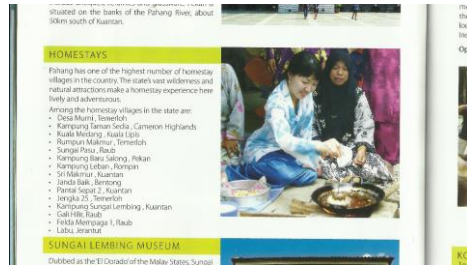 situated on the banks of the Pahang River, about
50km south of Kuantan.
HOMESTAYS
Pahang has one of the highest number of homestay
villages in the country. The state's vast wilderness and
natural attractions make a homestay experience here
lively and adventurous.
Among the homestay villages in the state are:
• Desa Murni, Temerloh
• Kampung Taman Sedia, Cameron Highlands
• Kuala Medang, Kuala Lipis
• Rumpun Makmur, Temerloh
• Sungai Pasu, Raub
• Kampung Baru Salong, Pekan
• Kampung Leban, Rompin
• Sri Makmur, Kuantan
• Janda Baik, Bentong
• Pantai Sepat 2, Kuantan
• Jengka 25, Temerloh
• Kampung Sungai Lembing, Kuantan
• Gali Hilir, Raub
• Felda Mempaga 1, Raub
• Labu, Jerantut
SUNGAI LEMBING MUSEUM
Dubbed as the 'El Dorado' of the Malay States, Sungai